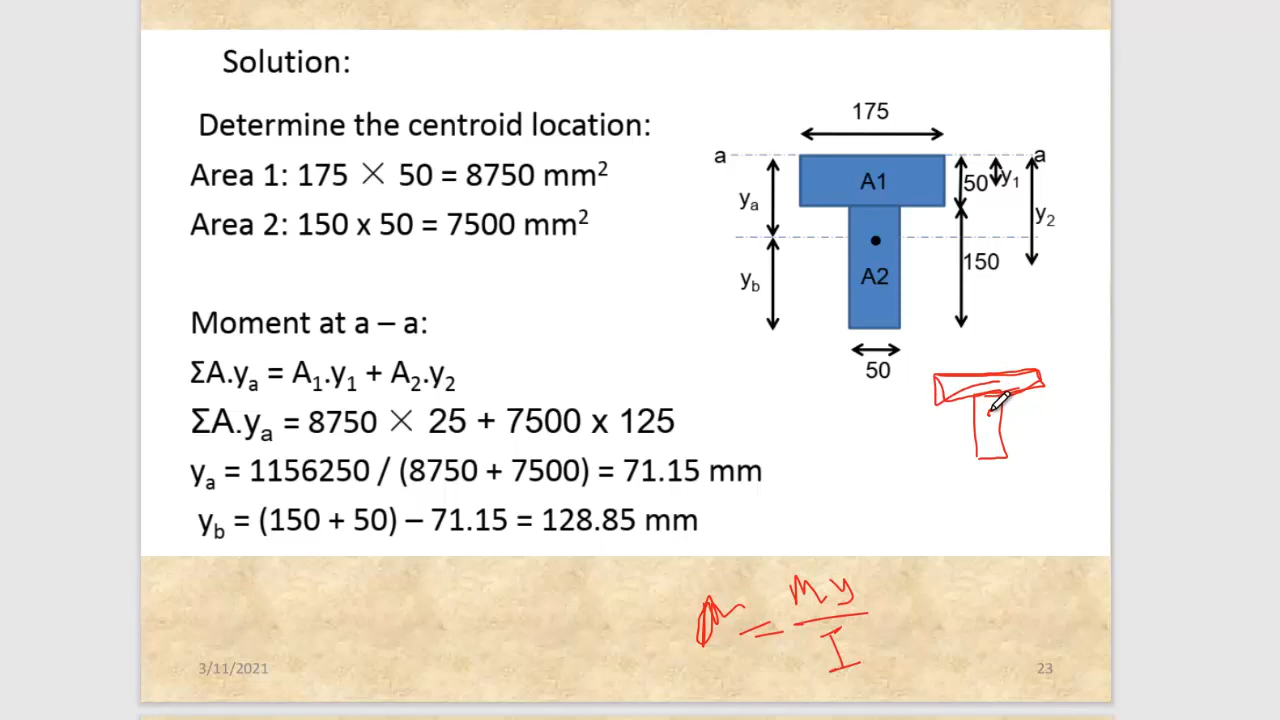 Solution:
Determine the centroid location:
Area 1: 175 × 50 = 8750 mm²
Area 2: 150 x 50 = 7500 mm²
Moment at a – a:
ΣA.yₐ = A₁.y₁ + A₂.y₂
ΣA.yₐ = 8750 × 25 + 7500 x 125
yₐ = 1156250 / (8750 + 7500) = 71.15 mm
y_b = (150 + 50) – 71.15 = 128.85 mm
175
a
a
A1
50
y₁
yₐ
y₂
150
A2
y_b
50
= My
I
3/11/2021
23